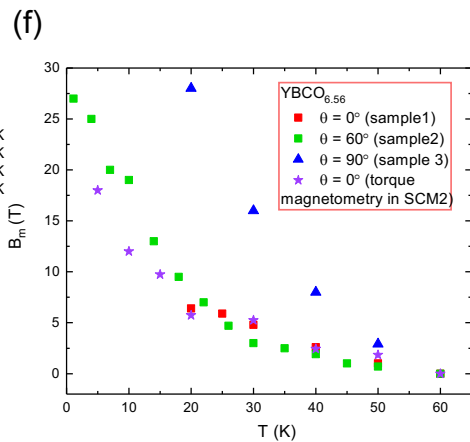 (f)
YBCO6.56
θ = 0° (sample1)
θ = 60° (sample2)
θ = 90° (sample 3)
θ = 0° (torque
magnetometry in SCM2)
30
25
20
15
10
5
0
Bm (T)
0 10 20 30 40 50 60
T (K)